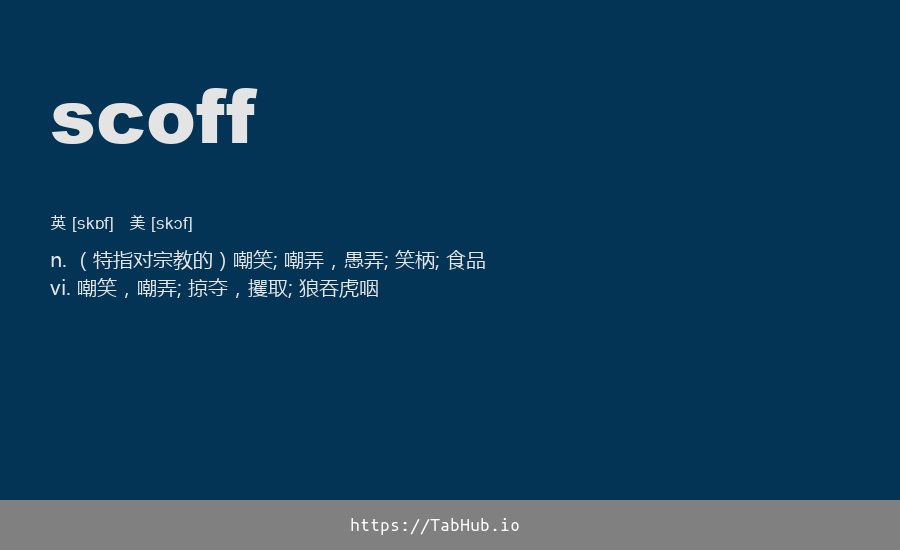 scoff
英 [skɒf] 美 [skɔf]
n. （特指对宗教的）嘲笑; 嘲弄，愚弄; 笑柄; 食品
vi. 嘲笑，嘲弄; 掠夺，攫取; 狼吞虎咽
https://TabHub.io